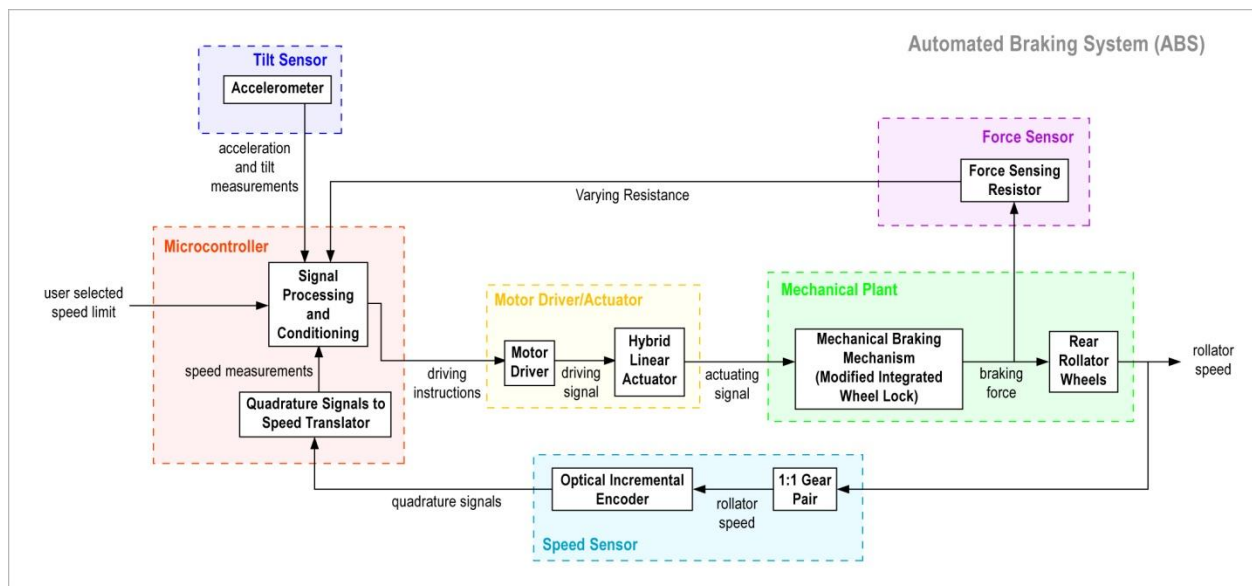 Automated Braking System (ABS)
Tilt Sensor
Accelerometer
acceleration
and tilt
measurements
Force Sensor
Force Sensing
Resistor
Varying Resistance
Microcontroller
Signal
Processing
and
Conditioning
user selected
speed limit
speed measurements
Quadrature Signals to
Speed Translator
driving
instructions
Motor Driver/Actuator
Motor
Driver
driving
signal
Hybrid
Linear
Actuator
actuating
signal
Mechanical Plant
Mechanical Braking
Mechanism
(Modified Integrated
Wheel Lock)
braking
force
Rear
Rollator
Wheels
rollator
speed
quadrature signals
Optical Incremental
Encoder
rollator
speed
1:1 Gear
Pair
Speed Sensor